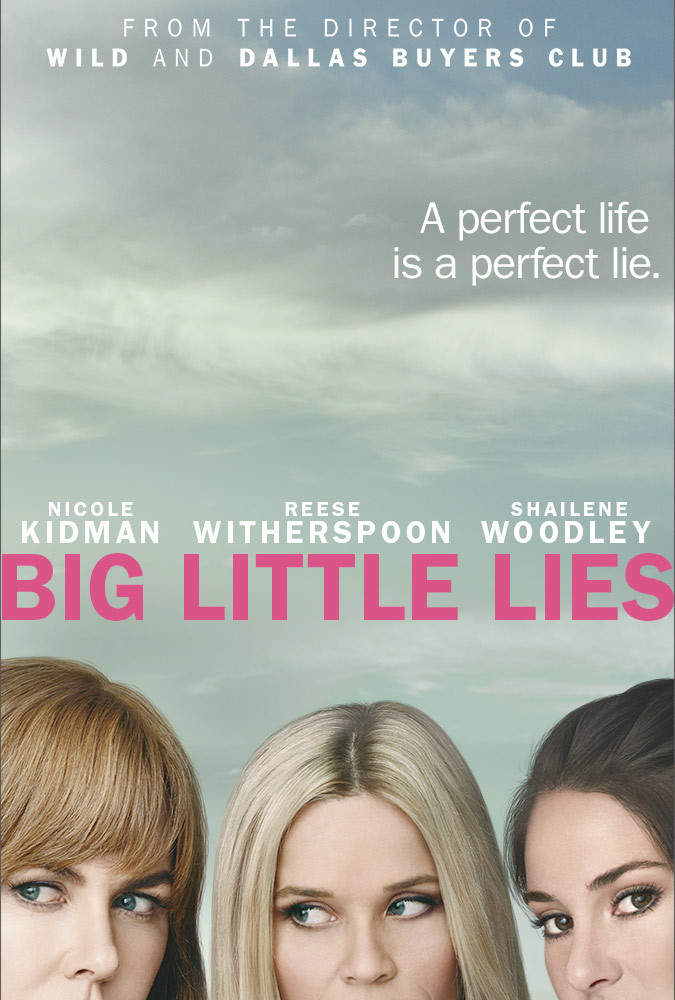 FROM THE DIRECTOR OF
WILD AND DALLAS BUYERS CLUB
A perfect life
is a perfect lie.
NICOLE KIDMAN
REESE WITHERSPOON
SHAILENE WOODLEY
BIG LITTLE LIES